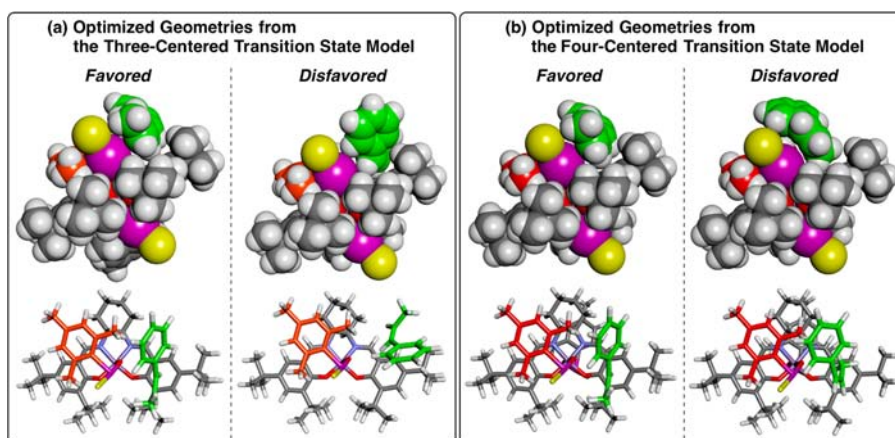 (a) Optimized Geometries from
the Three-Centered Transition State Model
Favored
Disfavored
(b) Optimized Geometries from
the Four-Centered Transition State Model
Favored
Disfavored